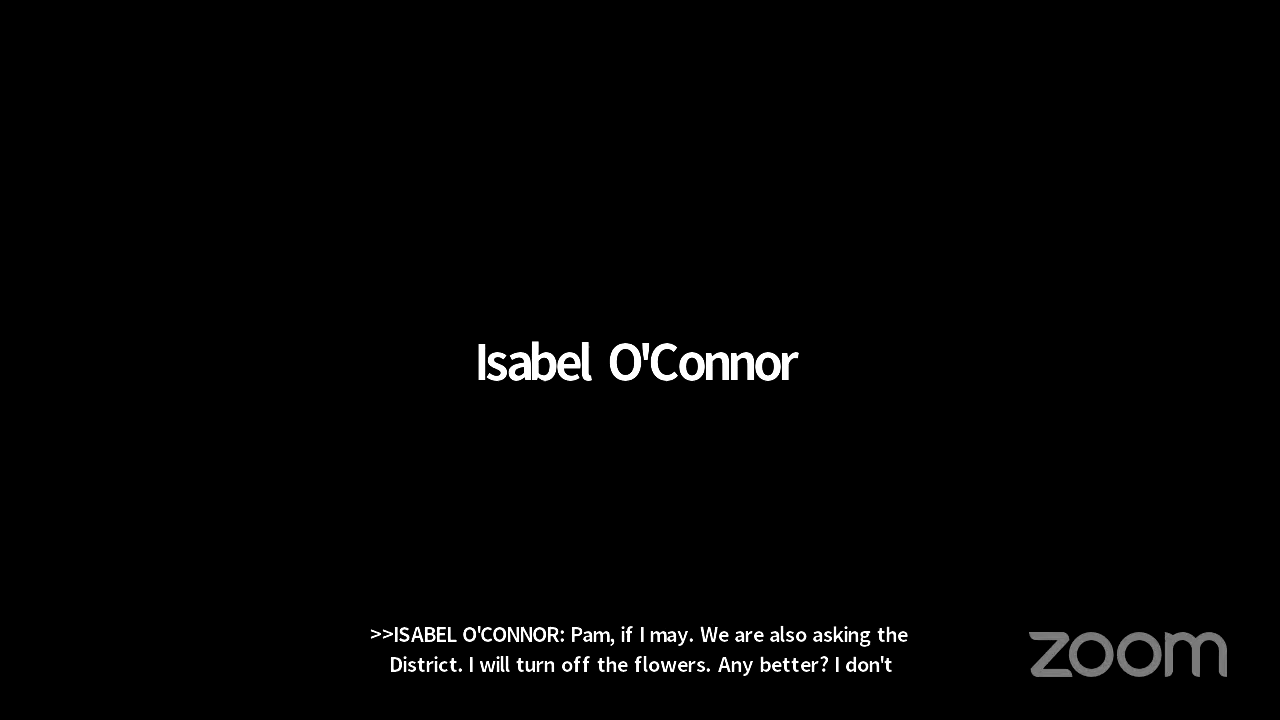 Isabel O'Connor
>>ISABEL O'CONNOR: Pam, if I may. We are also asking the
District. I will turn off the flowers. Any better? I don't
zoom